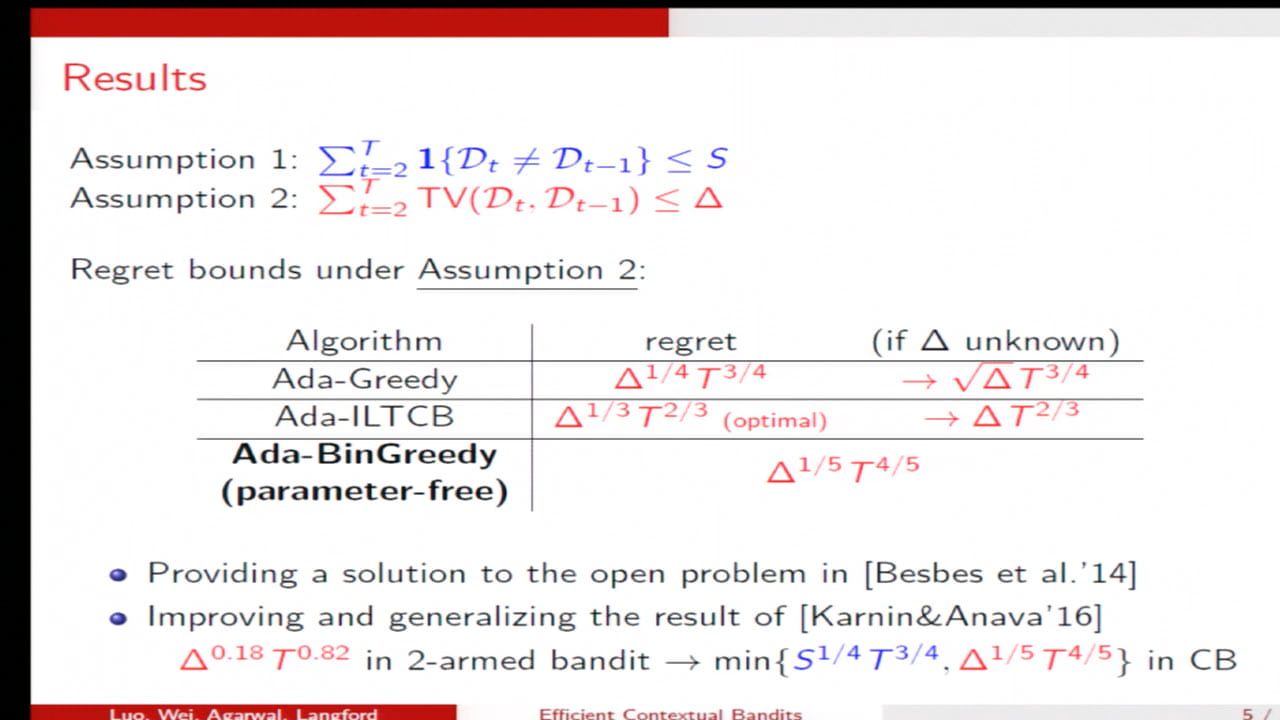 Results
Assumption 1: ∑_{t=2}^{T} 1{𝒟_t ≠ 𝒟_{t−1}} ≤ S
Assumption 2: ∑_{t=2}^{T} TV(𝒟_t, 𝒟_{t−1}) ≤ Δ
Regret bounds under Assumption 2:
Algorithm regret (if Δ unknown)
Ada-Greedy Δ^{1/4} T^{3/4} → √Δ T^{3/4}
Ada-ILTCB Δ^{1/3} T^{2/3} (optimal) → Δ T^{2/3}
Ada-BinGreedy
(parameter-free) Δ^{1/5} T^{4/5}
Providing a solution to the open problem in [Besbes et al.'14]
Improving and generalizing the result of [Karnin&Anava'16]
Δ^{0.18} T^{0.82} in 2-armed bandit → min{S^{1/4} T^{3/4}, Δ^{1/5} T^{4/5}} in CB
Luo, Wei, Agarwal, Langford Efficient Contextual Bandits 5 /